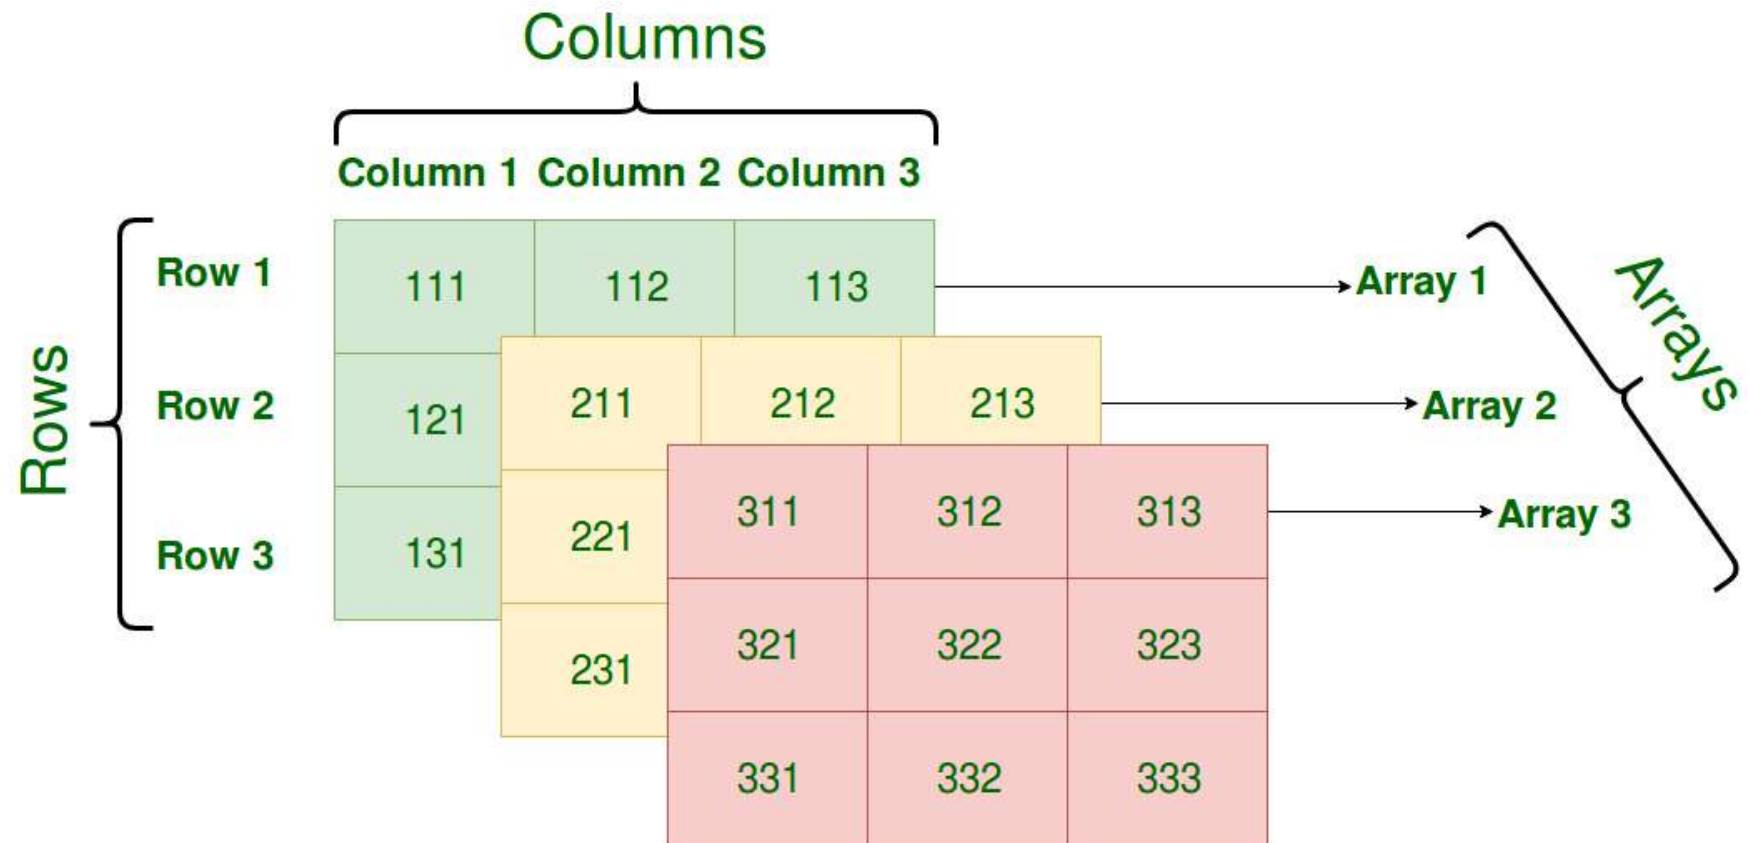 Columns
Column 1 Column 2 Column 3
Rows
Row 1
Row 2
Row 3
111 112 113
121
131
211 212 213
221
231
311 312 313
321 322 323
331 332 333
Array 1
Array 2
Array 3
Arrays